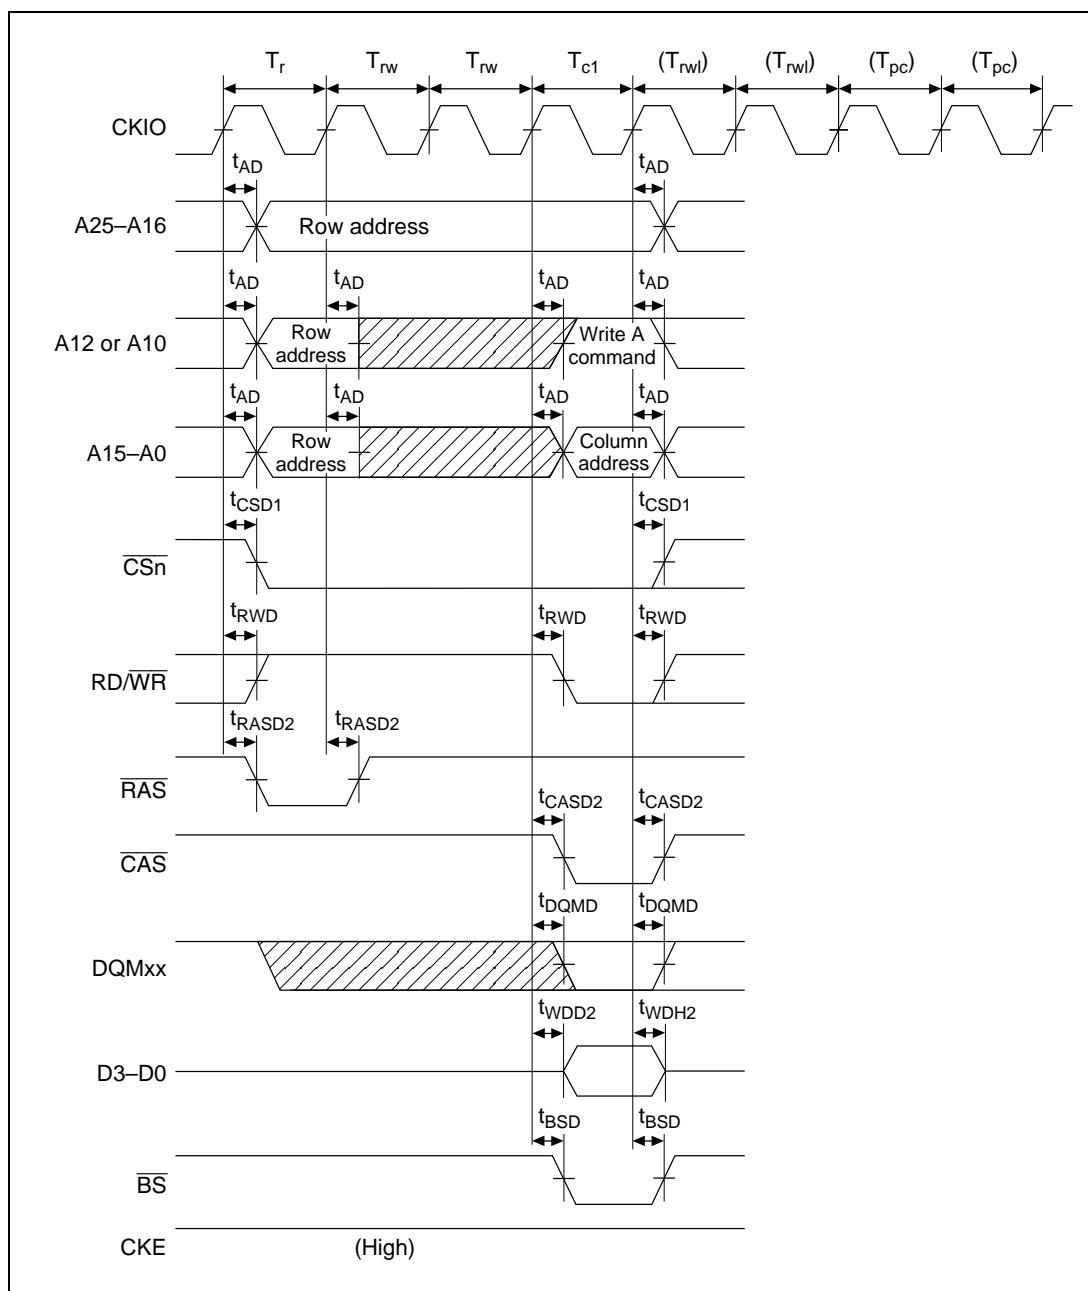 Tr Trw Trw Tc1 (Trwl) (Trwl) (Tpc) (Tpc)
CKIO
tAD tAD
A25–A16 Row address
tAD tAD tAD tAD
A12 or A10 Row address Write A command
tAD tAD tAD tAD
A15–A0 Row address Column address
tCSD1 tCSD1
CSn
tRWD tRWD tRWD
RD/WR
tRASD2 tRASD2
RAS
tCASD2 tCASD2
CAS
tDQMD tDQMD
DQMxx
tWDD2 tWDH2
D3–D0
tBSD tBSD
BS
CKE (High)